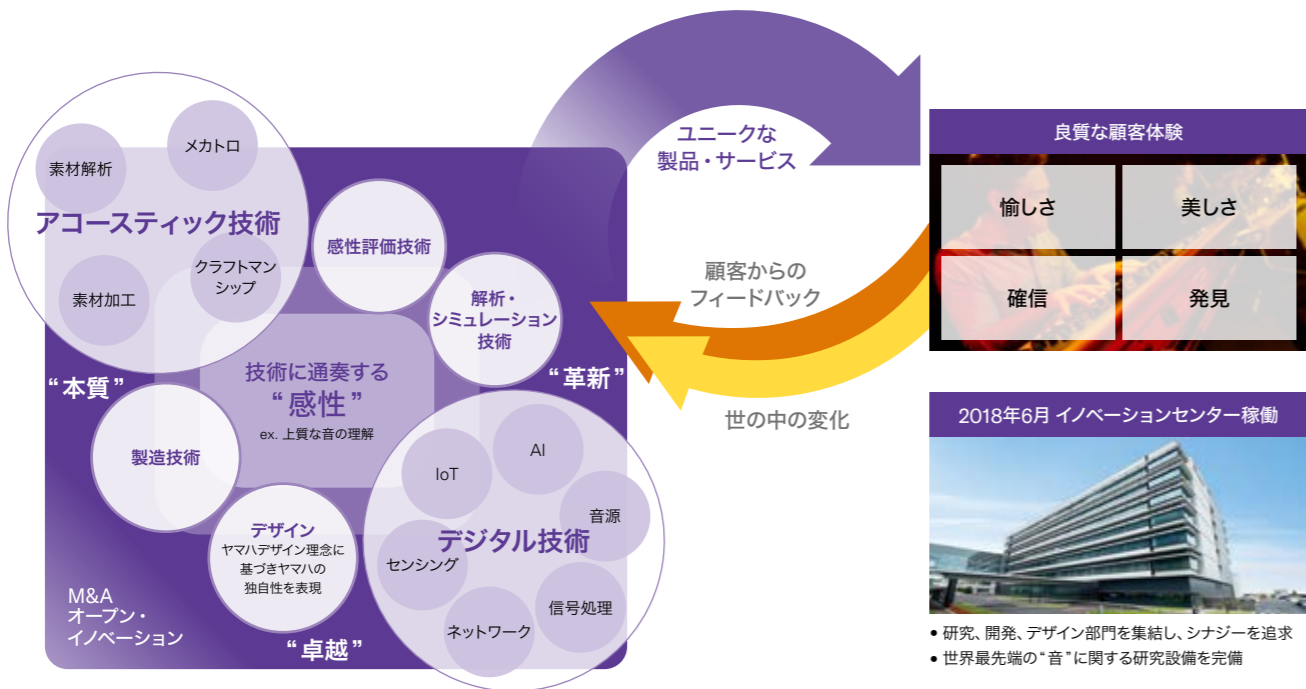 素材解析
メカトロ
アコースティック技術
素材加工
クラフトマン
シップ
感性評価技術
解析・
シミュレーション
技術
“本質”
技術に通奏する
“感性”
ex. 上質な音の理解
“革新”
製造技術
デザイン
ヤマハデザイン理念に
基づきヤマハの
独自性を表現
IoT
AI
音源
デジタル技術
センシング
信号処理
ネットワーク
M&A
オープン・
イノベーション
“卓越”
ユニークな
製品・サービス
顧客からの
フィードバック
世の中の変化
良質な顧客体験
愉しさ
美しさ
確信
発見
2018年6月 イノベーションセンター稼働
• 研究、開発、デザイン部門を集結し、シナジーを追求
• 世界最先端の“音”に関する研究設備を完備